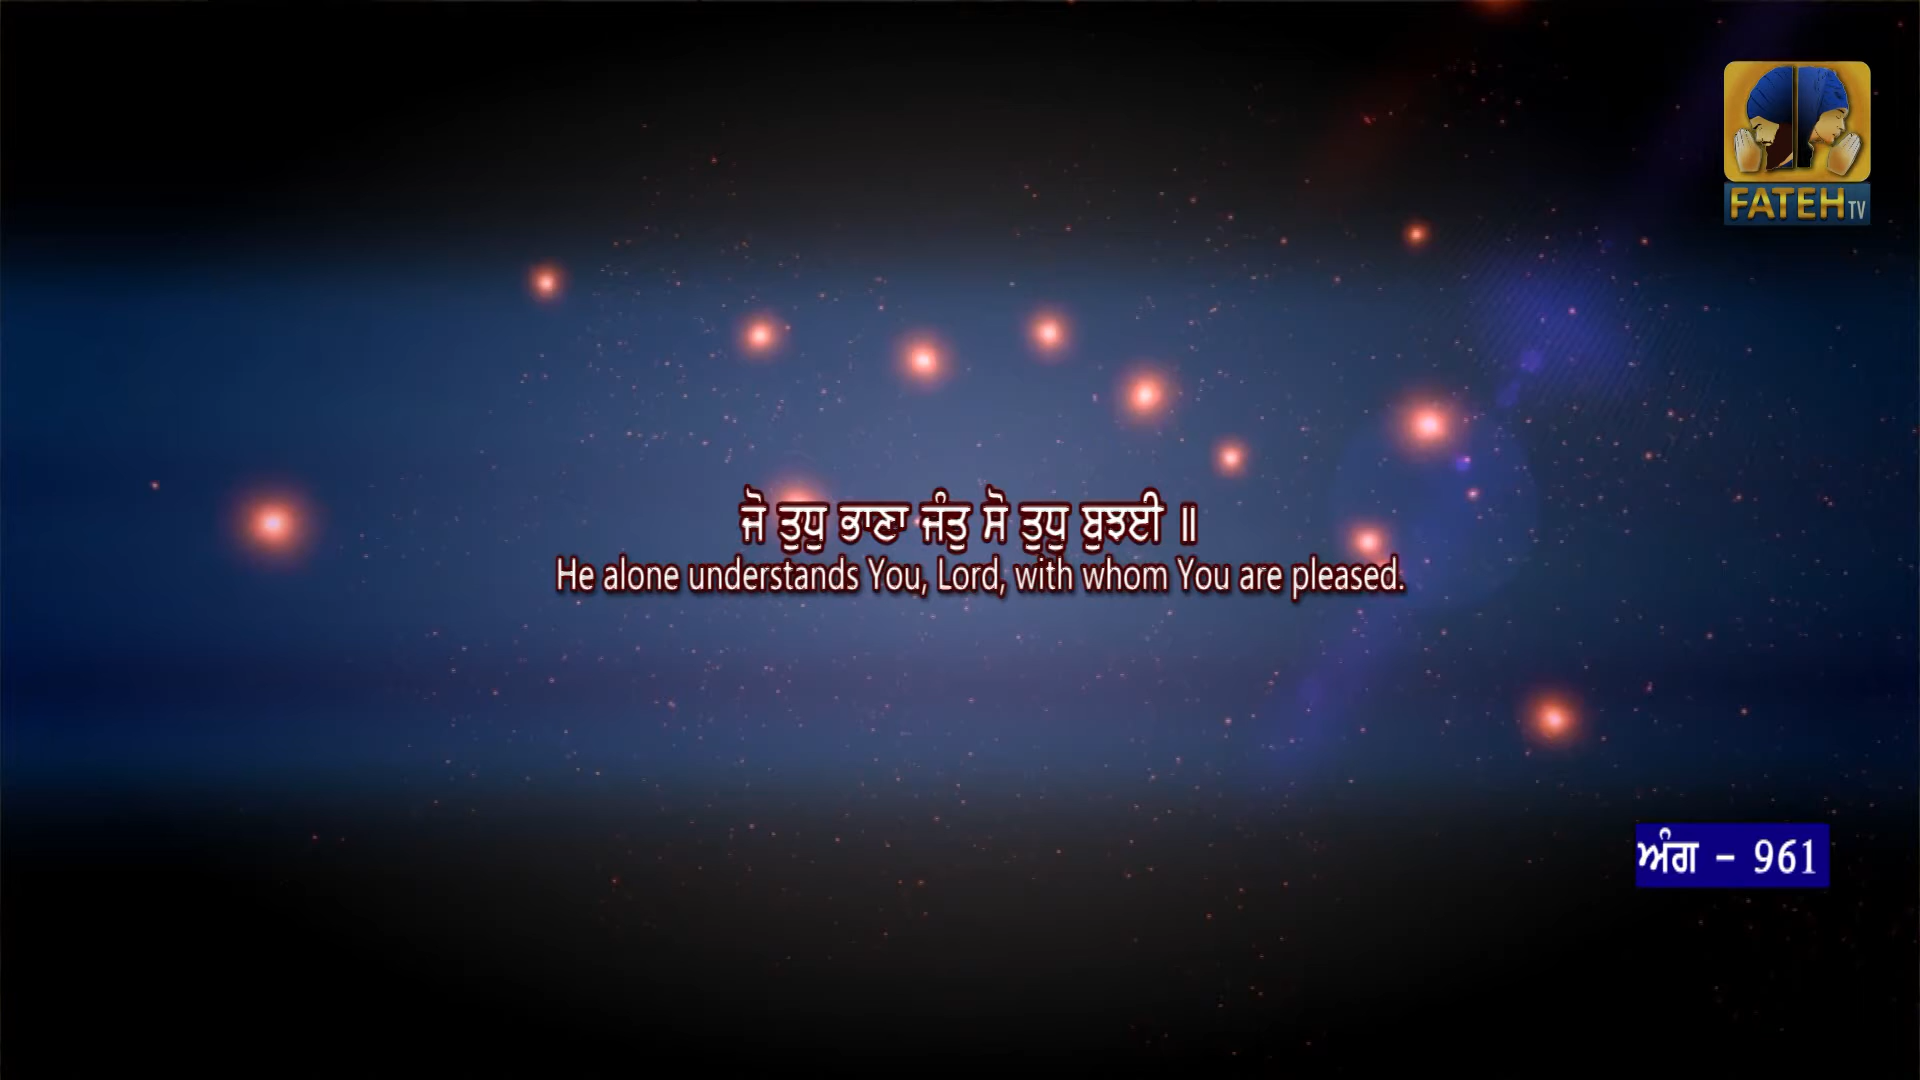 FATEH TV
ਜੋ ਤੁਧੁ ਭਾਣਾ ਜੰਤੁ ਸੋ ਤੁਧੁ ਬੁਝਈ ॥
He alone understands You, Lord, with whom You are pleased.
ਅੰਗ - 961